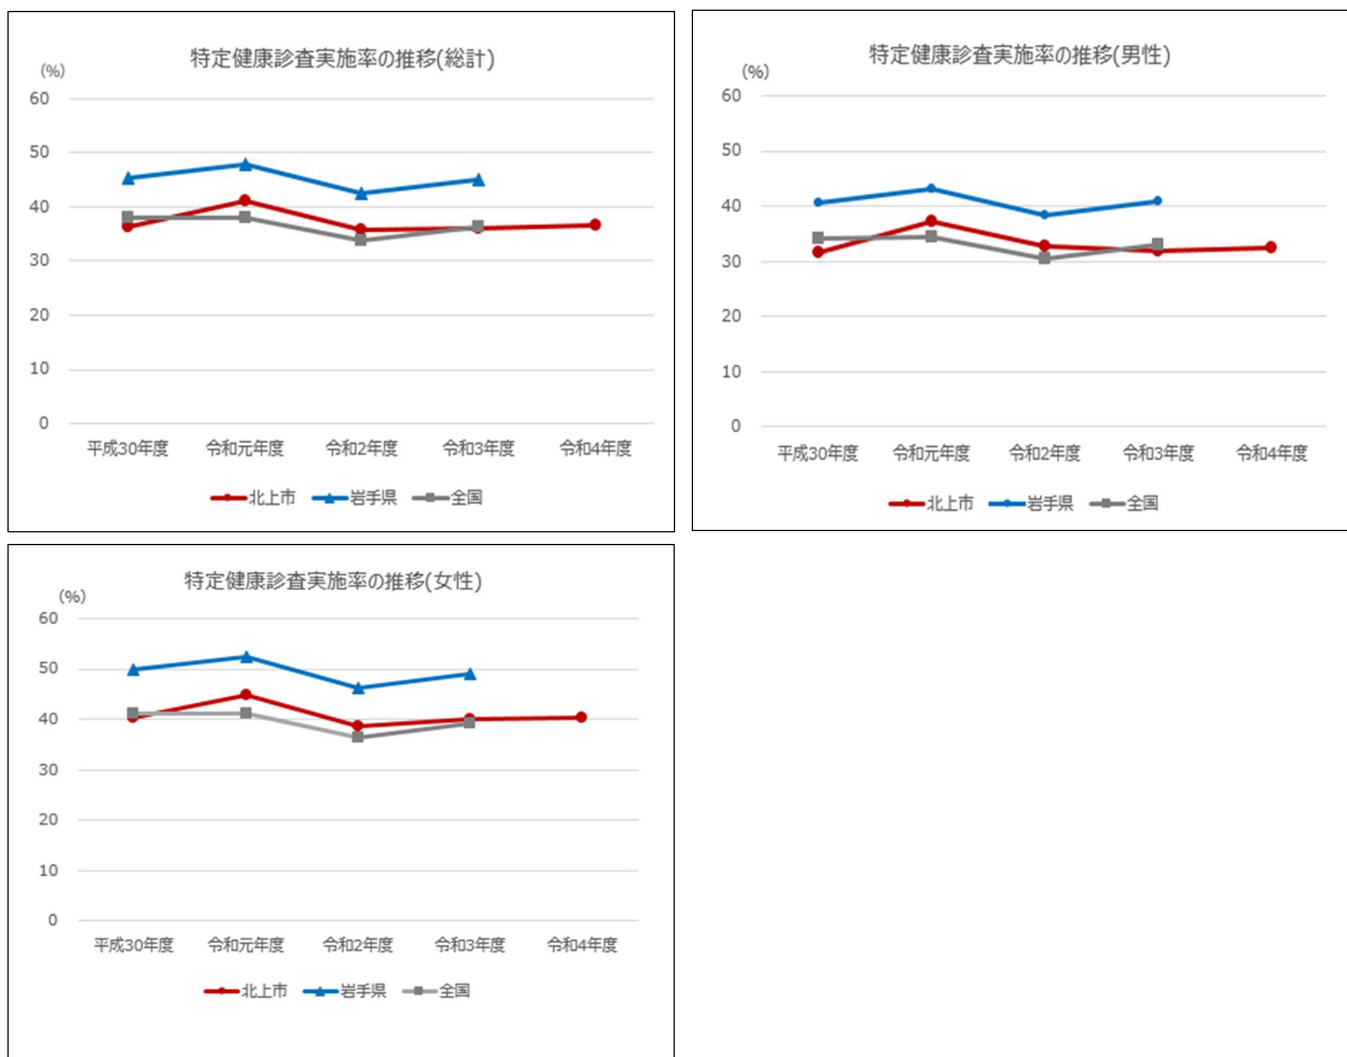 特定健康診査実施率の推移(総計)
(%)
60
50
40
30
20
10
0
平成30年度 令和元年度 令和2年度 令和3年度 令和4年度
北上市 岩手県 全国
特定健康診査実施率の推移(男性)
(%)
60
50
40
30
20
10
0
平成30年度 令和元年度 令和2年度 令和3年度 令和4年度
北上市 岩手県 全国
特定健康診査実施率の推移(女性)
(%)
60
50
40
30
20
10
0
平成30年度 令和元年度 令和2年度 令和3年度 令和4年度
北上市 岩手県 全国